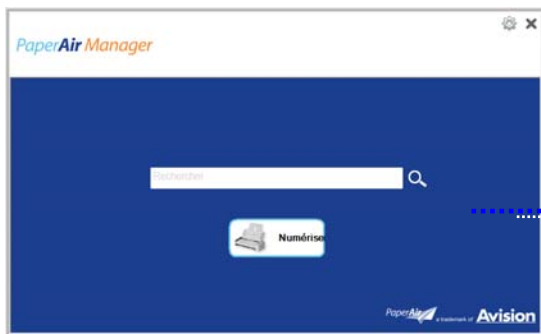 PaperAir Manager
Rechercher
Numérise
PaperAir a trademark of Avision